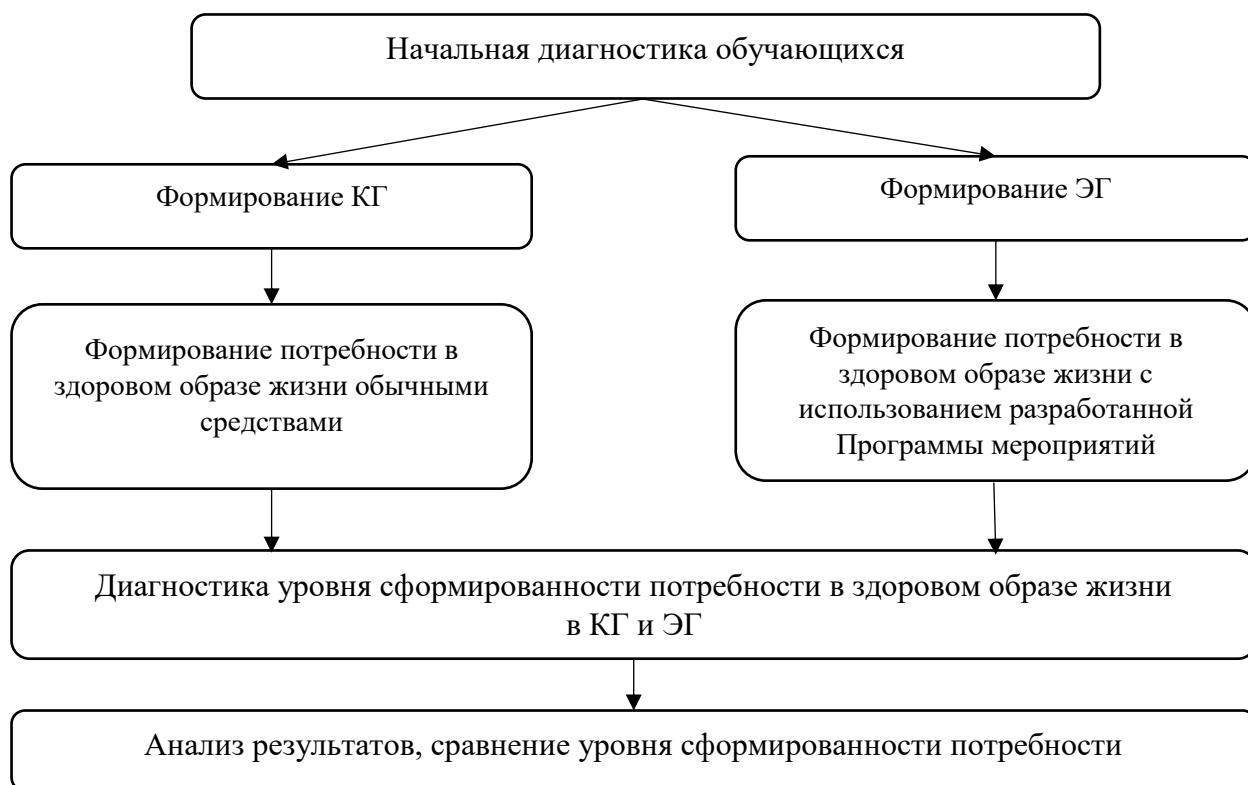 Начальная диагностика обучающихся
Формирование КГ
Формирование ЭГ
Формирование потребности в
здоровом образе жизни обычными
средствами
Формирование потребности в
здоровом образе жизни с
использованием разработанной
Программы мероприятий
Диагностика уровня сформированности потребности в здоровом образе жизни
в КГ и ЭГ
Анализ результатов, сравнение уровня сформированности потребности